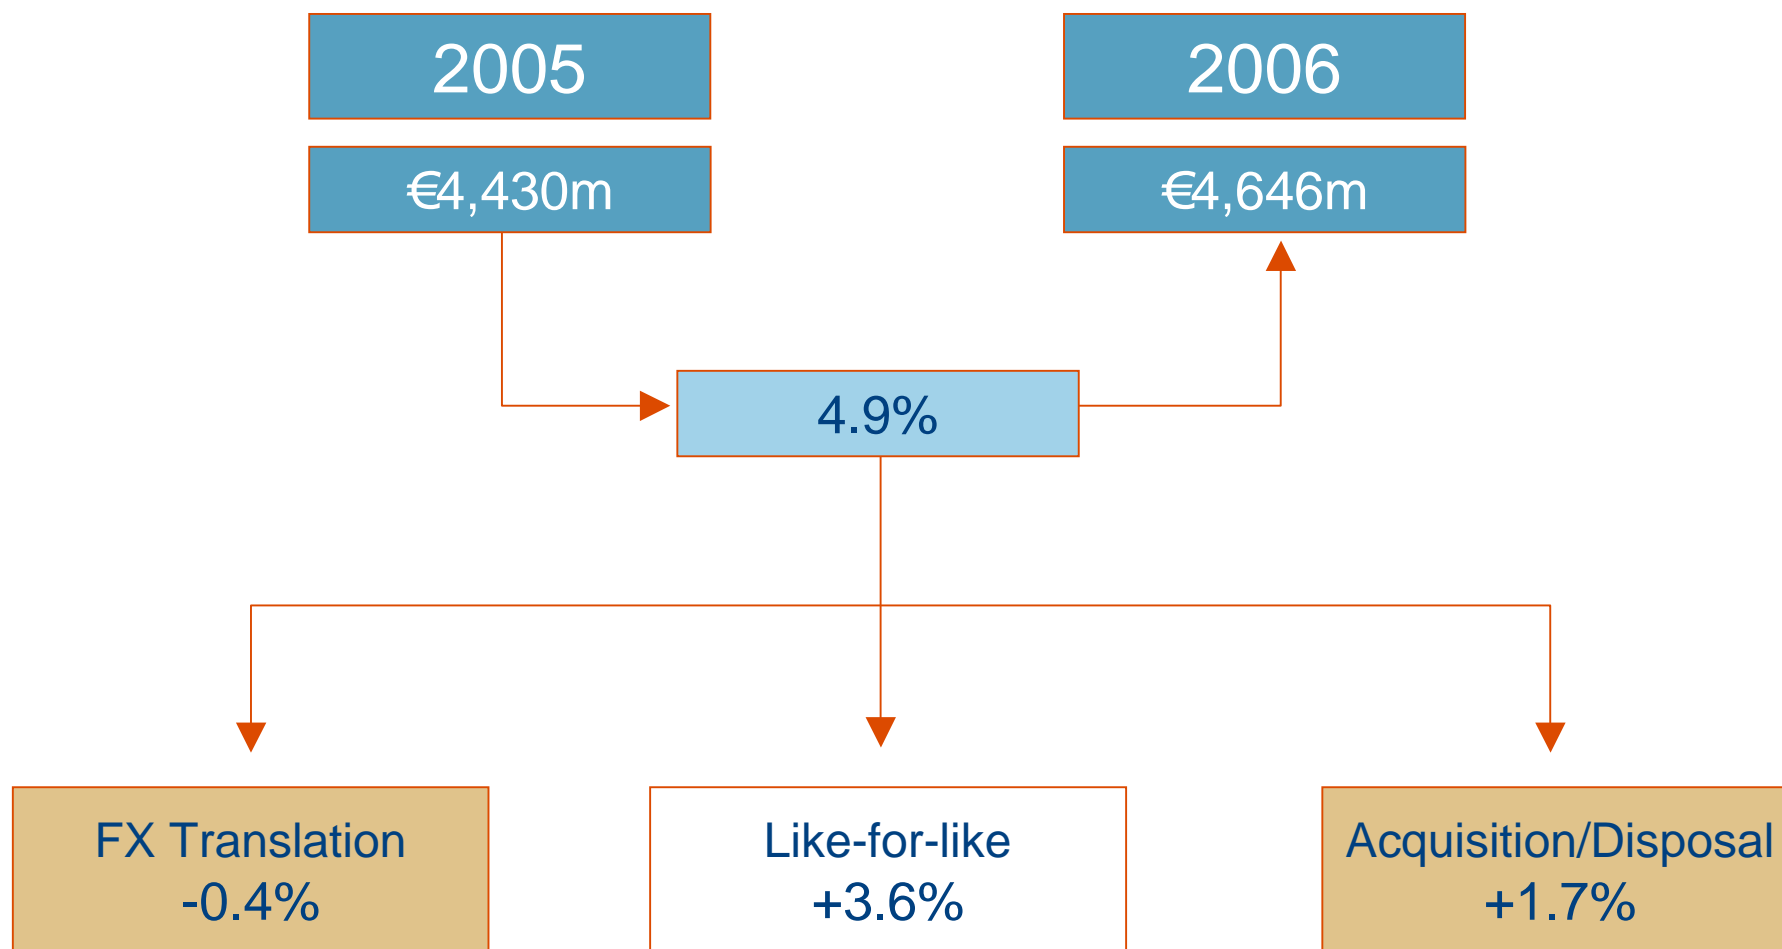 2005
2006
€4,430m
€4,646m
4.9%
FX Translation
-0.4%
Like-for-like
+3.6%
Acquisition/Disposal
+1.7%